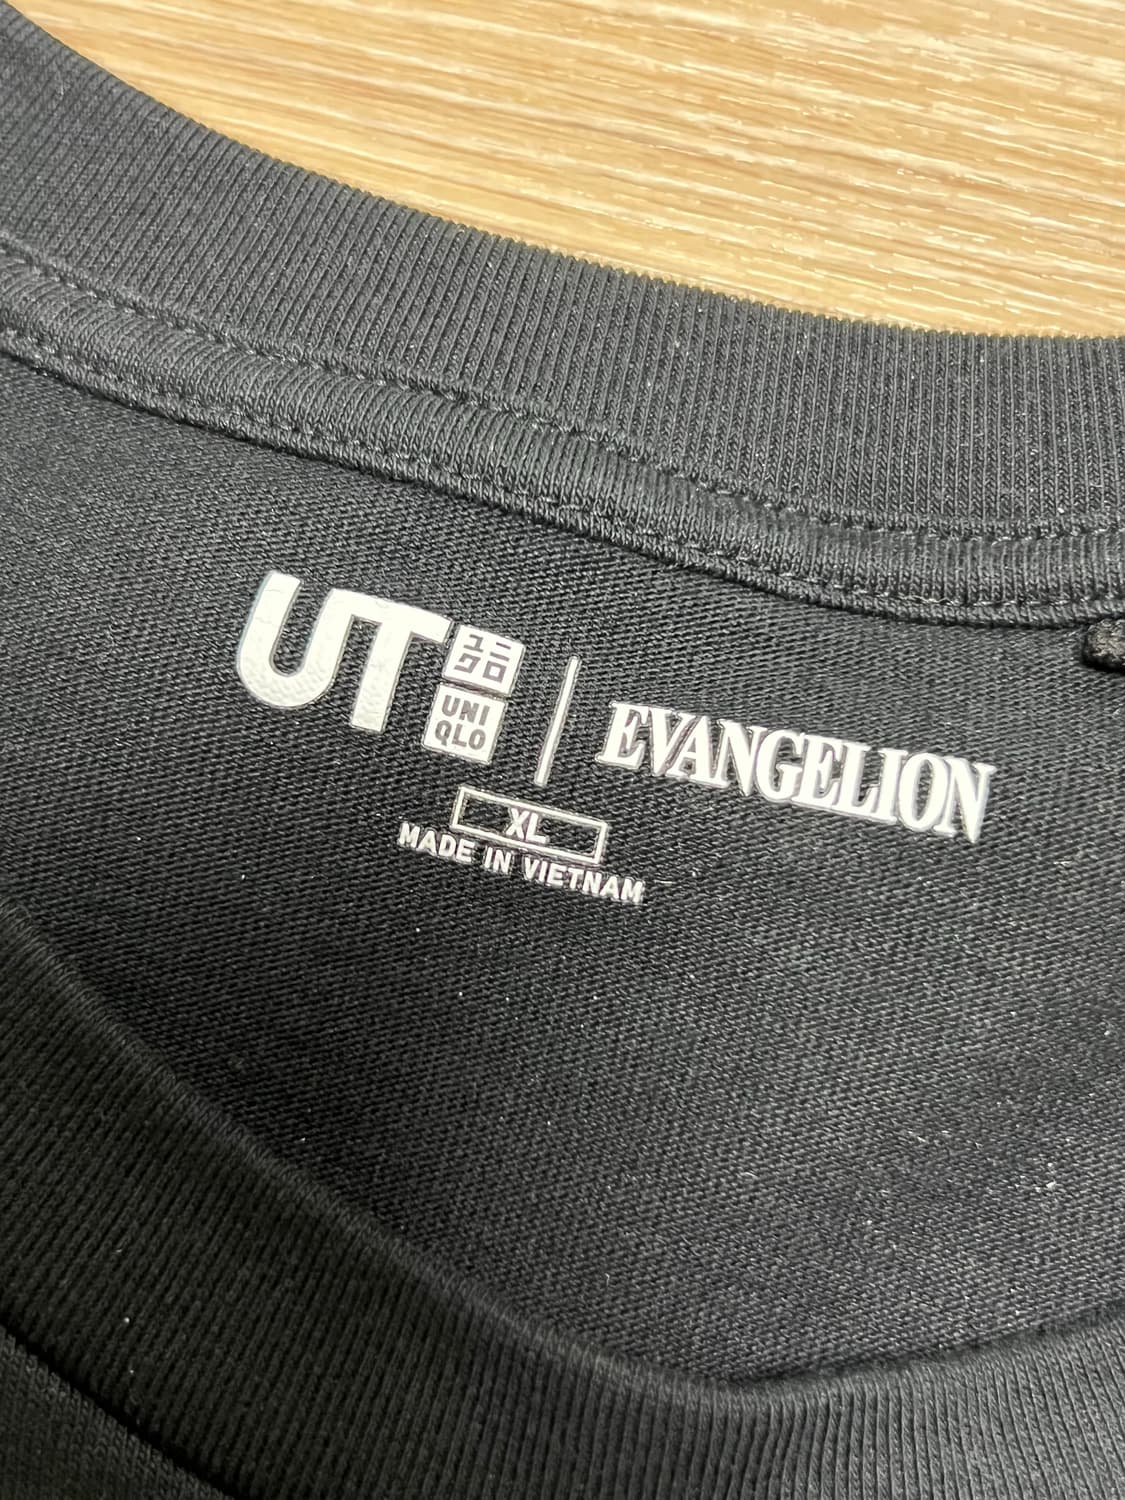 UT ユニクロ UNIQLO | EVANGELION
XL
MADE IN VIETNAM